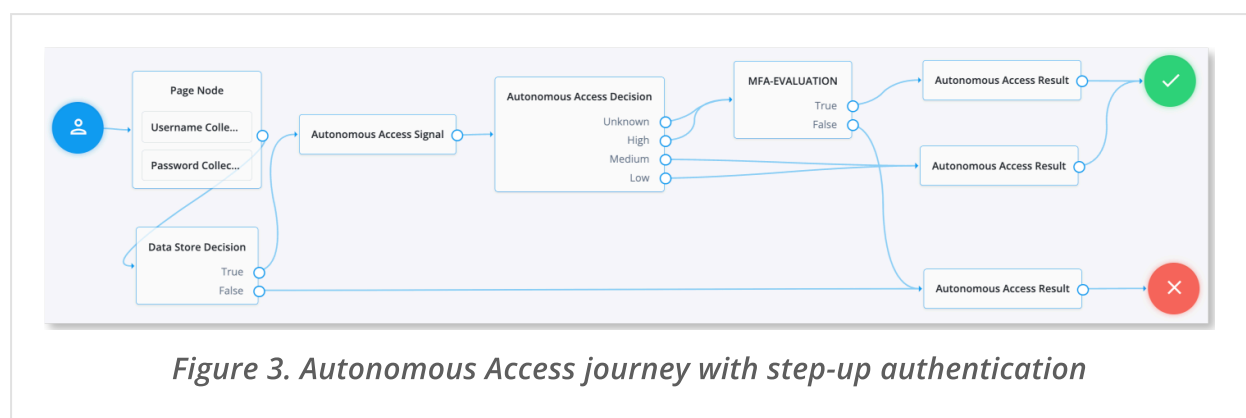 Page Node
Username Colle...
Password Collec...
Data Store Decision
True
False
Autonomous Access Signal
Autonomous Access Decision
Unknown
High
Medium
Low
MFA-EVALUATION
True
False
Autonomous Access Result
Autonomous Access Result
Autonomous Access Result
Figure 3. Autonomous Access journey with step-up authentication